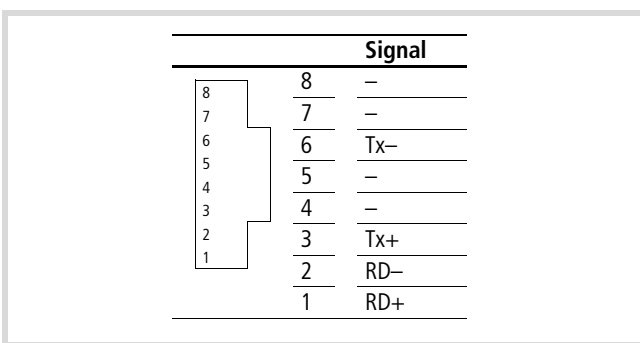 Signal
8 8 –
7 7 –
6 6 Tx–
5 5 –
4 4 –
3 3 Tx+
2 2 RD–
1 1 RD+